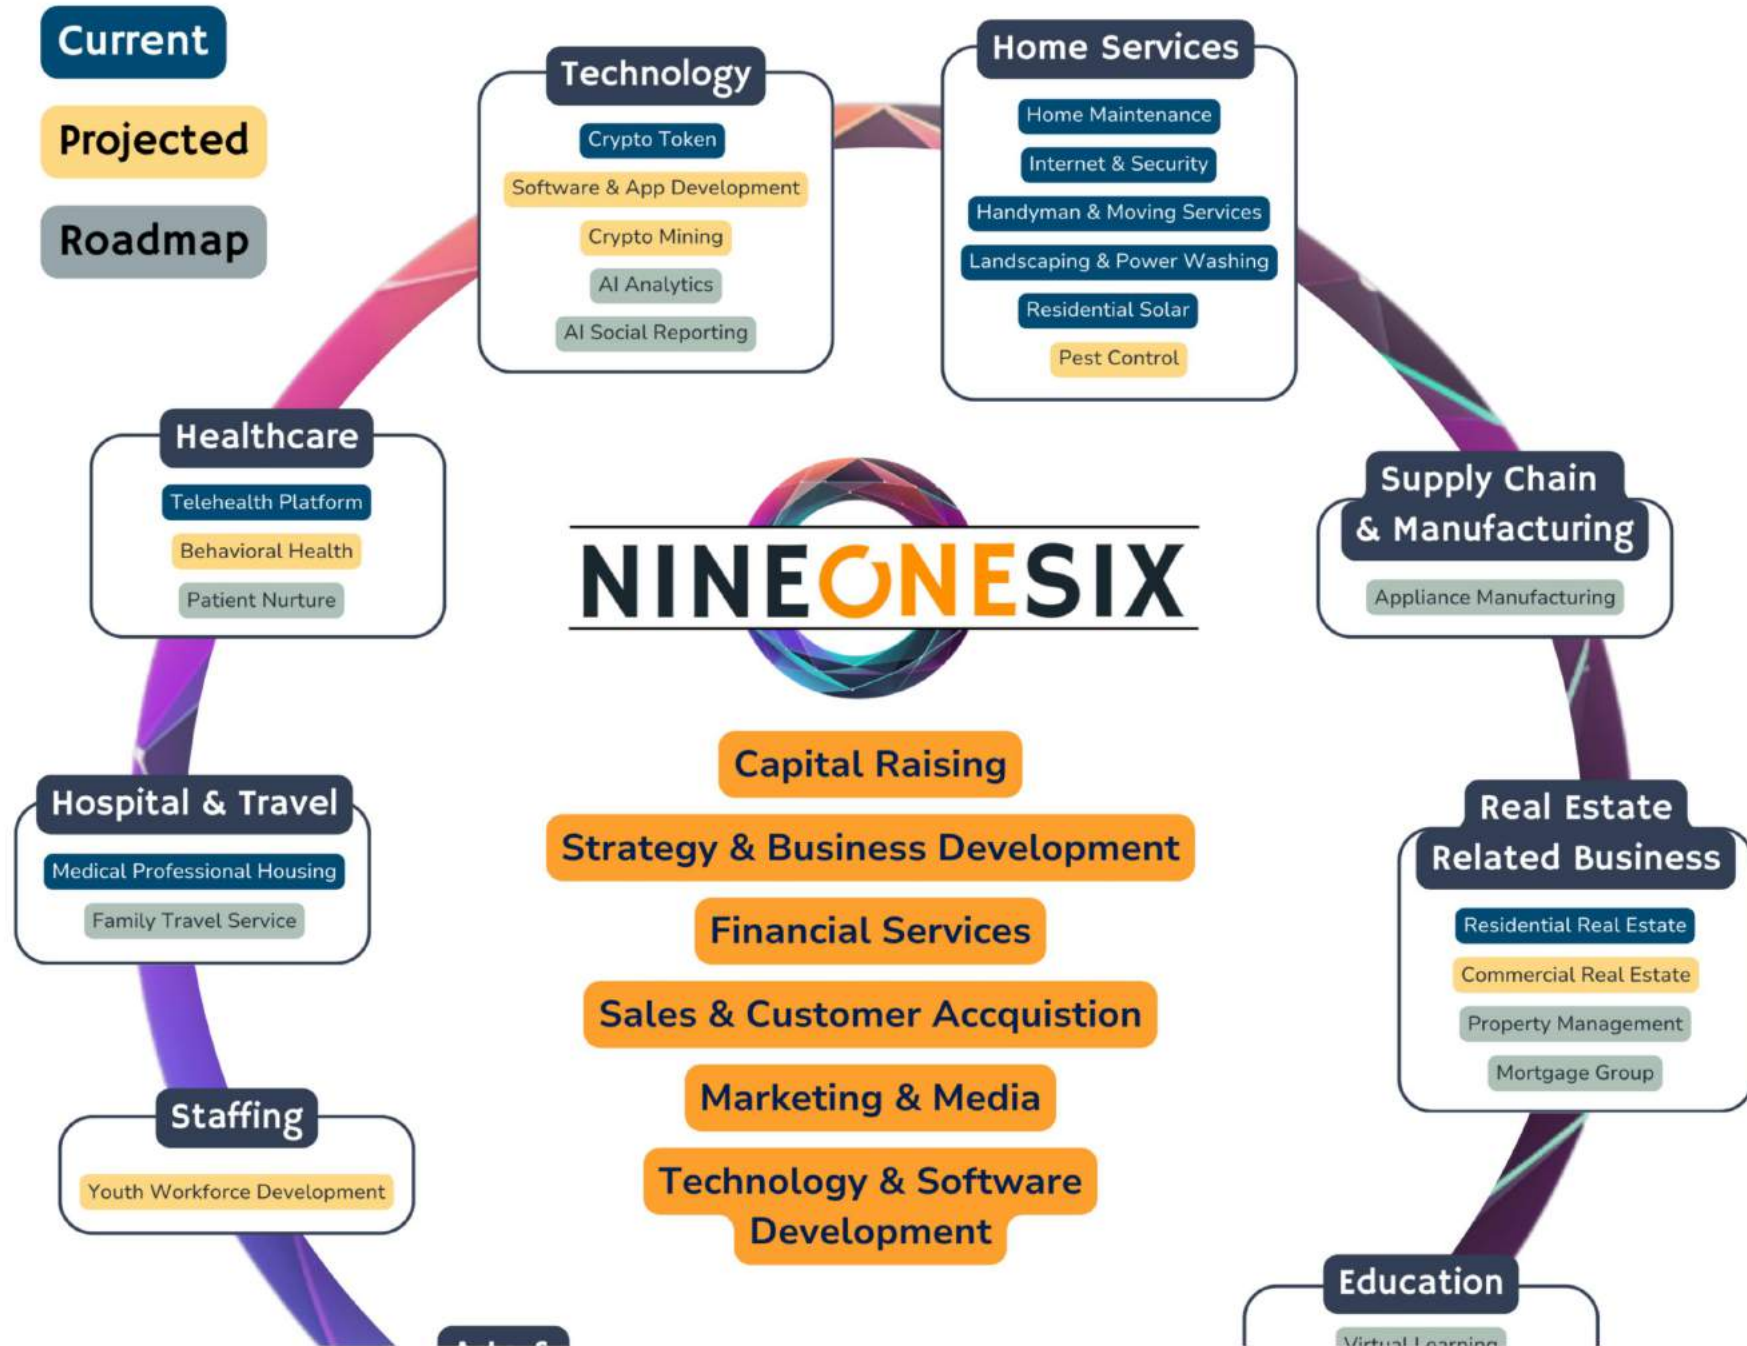 Current
Projected
Roadmap
Technology
Crypto Token
Software & App Development
Crypto Mining
AI Analytics
AI Social Reporting
Home Services
Home Maintenance
Internet & Security
Handyman & Moving Services
Landscaping & Power Washing
Residential Solar
Pest Control
Healthcare
Telehealth Platform
Behavioral Health
Patient Nurture
NINEONESIX
Supply Chain
& Manufacturing
Appliance Manufacturing
Hospital & Travel
Medical Professional Housing
Family Travel Service
Capital Raising
Strategy & Business Development
Financial Services
Sales & Customer Accquistion
Marketing & Media
Technology & Software
Development
Real Estate
Related Business
Residential Real Estate
Commercial Real Estate
Property Management
Mortgage Group
Staffing
Youth Workforce Development
Education
Virtual Learning